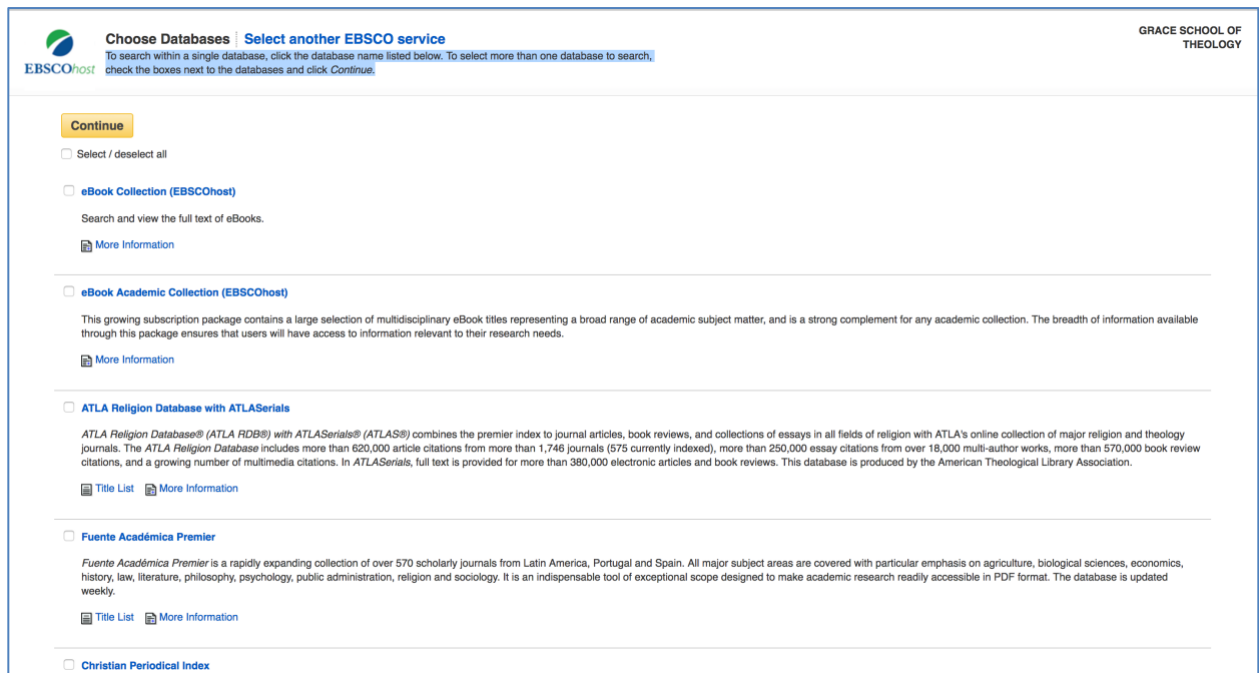 Choose Databases Select another EBSCO service
GRACE SCHOOL OF
THEOLOGY
To search within a single database, click the database name listed below. To select more than one database to search,
check the boxes next to the databases and click Continue.
EBSCOhost
Continue
Select / deselect all
eBook Collection (EBSCOhost)
Search and view the full text of eBooks.
More Information
eBook Academic Collection (EBSCOhost)
This growing subscription package contains a large selection of multidisciplinary eBook titles representing a broad range of academic subject matter, and is a strong complement for any academic collection. The breadth of information available
through this package ensures that users will have access to information relevant to their research needs.
More Information
ATLA Religion Database with ATLASerials
ATLA Religion Database® (ATLA RDB®) with ATLASerials® (ATLAS®) combines the premier index to journal articles, book reviews, and collections of essays in all fields of religion with ATLA's online collection of major religion and theology
journals. The ATLA Religion Database includes more than 620,000 article citations from more than 1,746 journals (575 currently indexed), more than 250,000 essay citations from over 18,000 multi-author works, more than 570,000 book review
citations, and a growing number of multimedia citations. In ATLASerials, full text is provided for more than 380,000 electronic articles and book reviews. This database is produced by the American Theological Library Association.
Title List More Information
Fuente Académica Premier
Fuente Académica Premier is a rapidly expanding collection of over 570 scholarly journals from Latin America, Portugal and Spain. All major subject areas are covered with particular emphasis on agriculture, biological sciences, economics,
history, law, literature, philosophy, psychology, public administration, religion and sociology. It is an indispensable tool of exceptional scope designed to make academic research readily accessible in PDF format. The database is updated
weekly.
Title List More Information
Christian Periodical Index